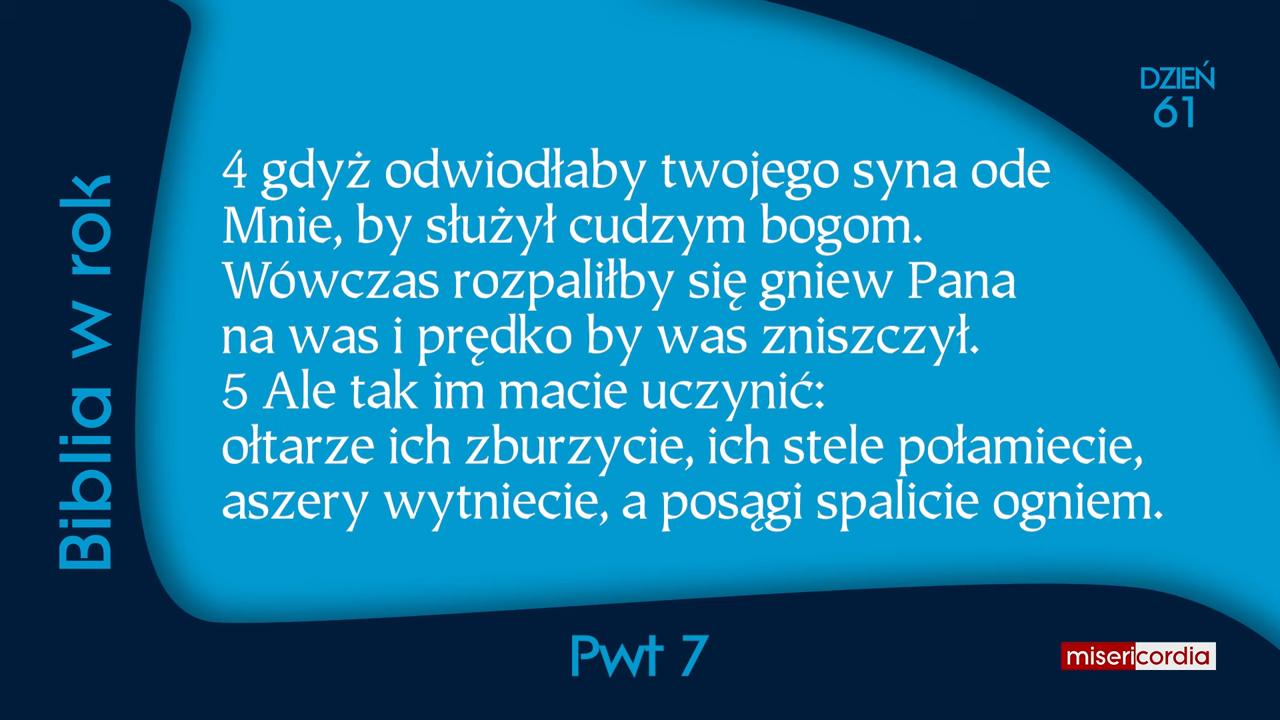 DZIEŃ
61
Biblia w rok
4 gdyż odwiodłaby twojego syna ode
Mnie, by służył cudzym bogom.
Wówczas rozpaliłby się gniew Pana
na was i prędko by was zniszczył.
5 Ale tak im macie uczynić:
ołtarze ich zburzycie, ich stele połamiecie,
aszery wytniecie, a posągi spalicie ogniem.
Pwt 7
misericordia